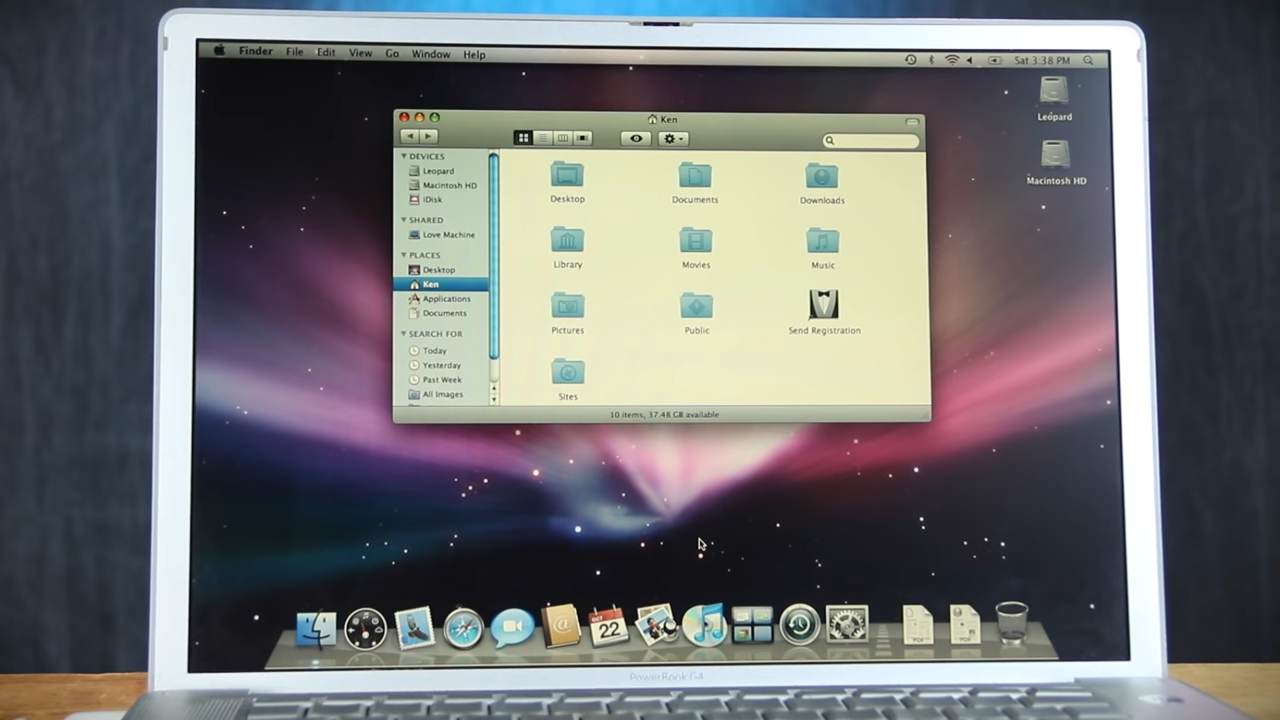 Finder File Edit View Go Window Help
Sat 3:38 PM
Leopard
Macintosh HD
Ken
DEVICES
Leopard
Macintosh HD
iDisk
SHARED
Love Machine
PLACES
Desktop
Ken
Applications
Documents
SEARCH FOR
Today
Yesterday
Past Week
All Images
Desktop Documents Downloads
Library Movies Music
Pictures Public Send Registration
Sites
10 items, 37.48 GB available
OCT
22
@
PDF
PDF
PowerBook G4